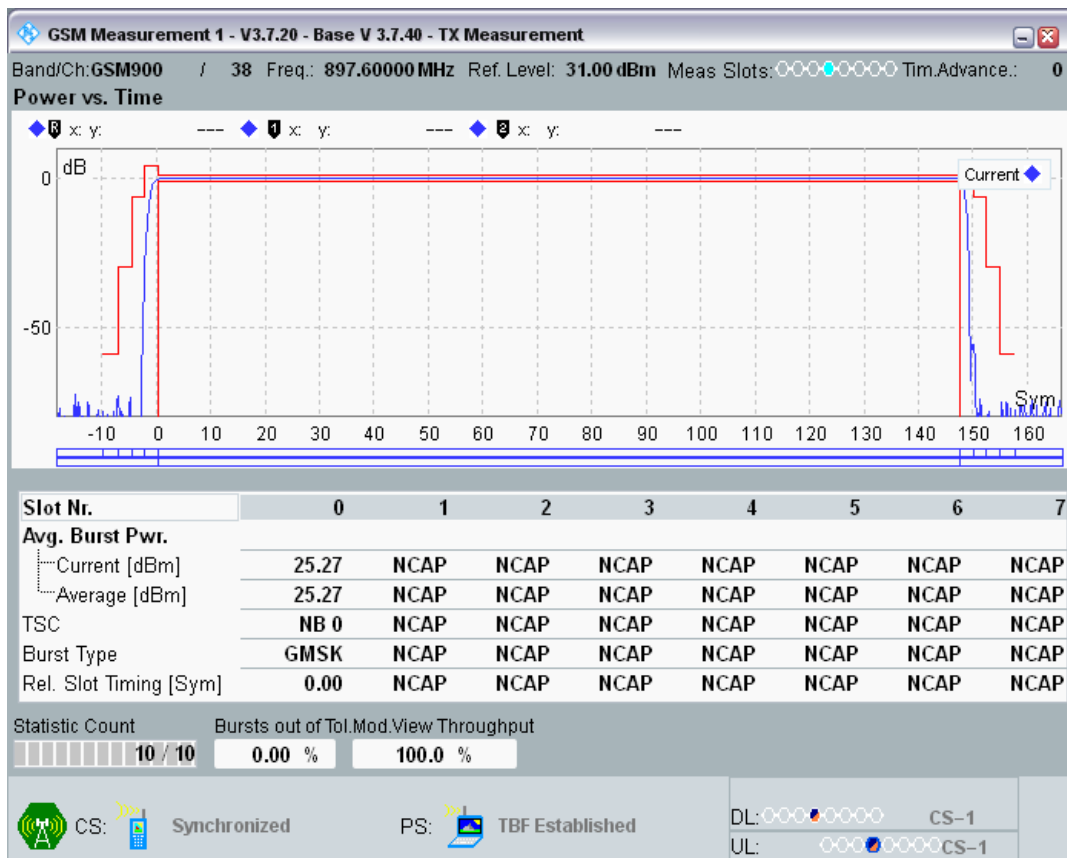 GSM Measurement 1 - V3.7.20 - Base V 3.7.40 - TX Measurement
Band/Ch:GSM900 / 38 Freq.: 897.60000 MHz Ref. Level: 31.00 dBm Meas Slots: Tim.Advance.: 0
Power vs. Time
R x: y: --- 1 x: y: --- 2 x: y: ---
dB
0
Current
-50
Sym
-10 0 10 20 30 40 50 60 70 80 90 100 110 120 130 140 150 160
Slot Nr. 0 1 2 3 4 5 6 7
Avg. Burst Pwr.
Current [dBm] 25.27 NCAP NCAP NCAP NCAP NCAP NCAP NCAP
Average [dBm] 25.27 NCAP NCAP NCAP NCAP NCAP NCAP NCAP
TSC NB 0 NCAP NCAP NCAP NCAP NCAP NCAP NCAP
Burst Type GMSK NCAP NCAP NCAP NCAP NCAP NCAP NCAP
Rel. Slot Timing [Sym] 0.00 NCAP NCAP NCAP NCAP NCAP NCAP NCAP
Statistic Count Bursts out of Tol.Mod.View Throughput
10 / 10 0.00 % 100.0 %
CS: Synchronized PS: TBF Established
DL: CS-1
UL: CS-1